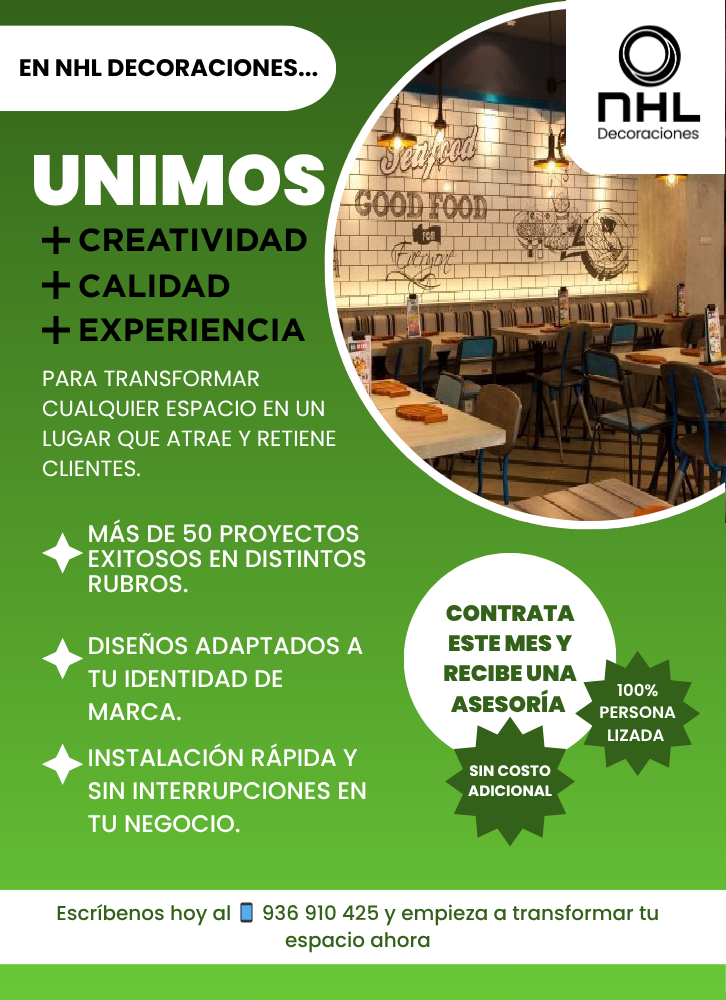 EN NHL DECORACIONES...
nHL
Decoraciones
UNIMOS
+ CREATIVIDAD
+ CALIDAD
+ EXPERIENCIA
PARA TRANSFORMAR
CUALQUIER ESPACIO EN UN
LUGAR QUE ATRAE Y RETIENE
CLIENTES.
Seafood
GOOD FOOD
FOR
Everyone
MÁS DE 50 PROYECTOS
EXITOSOS EN DISTINTOS
RUBROS.
DISEÑOS ADAPTADOS A
TU IDENTIDAD DE
MARCA.
INSTALACIÓN RÁPIDA Y
SIN INTERRUPCIONES EN
TU NEGOCIO.
CONTRATA
ESTE MES Y
RECIBE UNA
ASESORÍA
100%
PERSONA
LIZADA
SIN COSTO
ADICIONAL
Escríbenos hoy al 📱 936 910 425 y empieza a transformar tu
espacio ahora